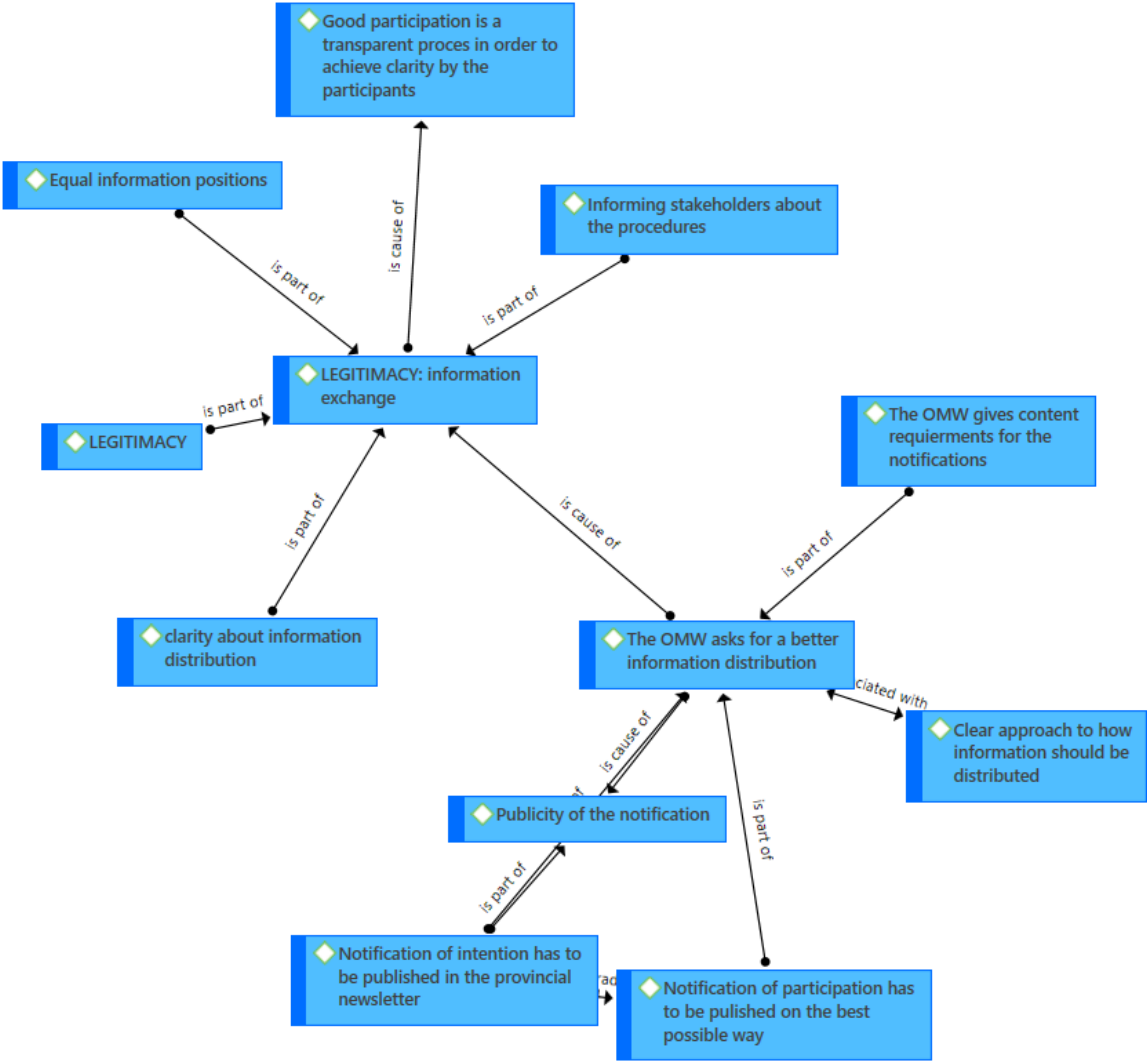 Good participation is a
transparent proces in order to
achieve clarity by the
participants
Equal information positions
is cause of
Informing stakeholders about
the procedures
is part of
is part of
LEGITIMACY: information
exchange
is part of
LEGITIMACY
The OMW gives content
requierments for the
notifications
is part of
is cause of
is part of
clarity about information
distribution
The OMW asks for a better
information distribution
ciated with
Clear approach to how
information should be
distributed
is cause of
of
Publicity of the notification
is part of
is part of
Notification of intention has to
be published in the provincial
newsletter
rad
Notification of participation has
to be pulished on the best
possible way